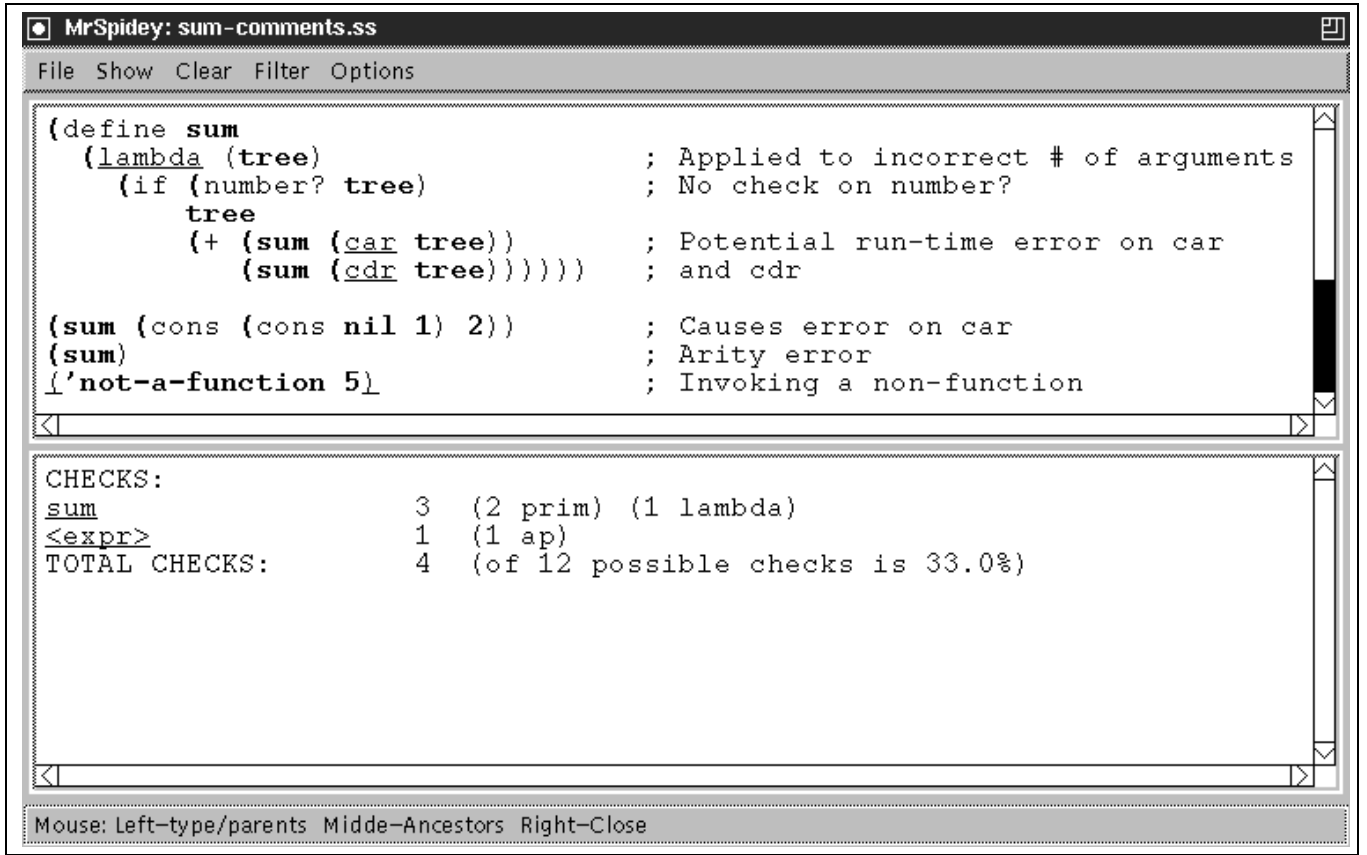 MrSpidey: sum-comments.ss
File Show Clear Filter Options
(define sum
(lambda (tree) ; Applied to incorrect # of arguments
(if (number? tree) ; No check on number?
tree
(+ (sum (car tree)) ; Potential run-time error on car
(sum (cdr tree)))))) ; and cdr
(sum (cons (cons nil 1) 2)) ; Causes error on car
(sum) ; Arity error
('not-a-function 5) ; Invoking a non-function
CHECKS:
sum 3 (2 prim) (1 lambda)
<expr> 1 (1 ap)
TOTAL CHECKS: 4 (of 12 possible checks is 33.0%)
Mouse: Left-type/parents Midde-Ancestors Right-Close